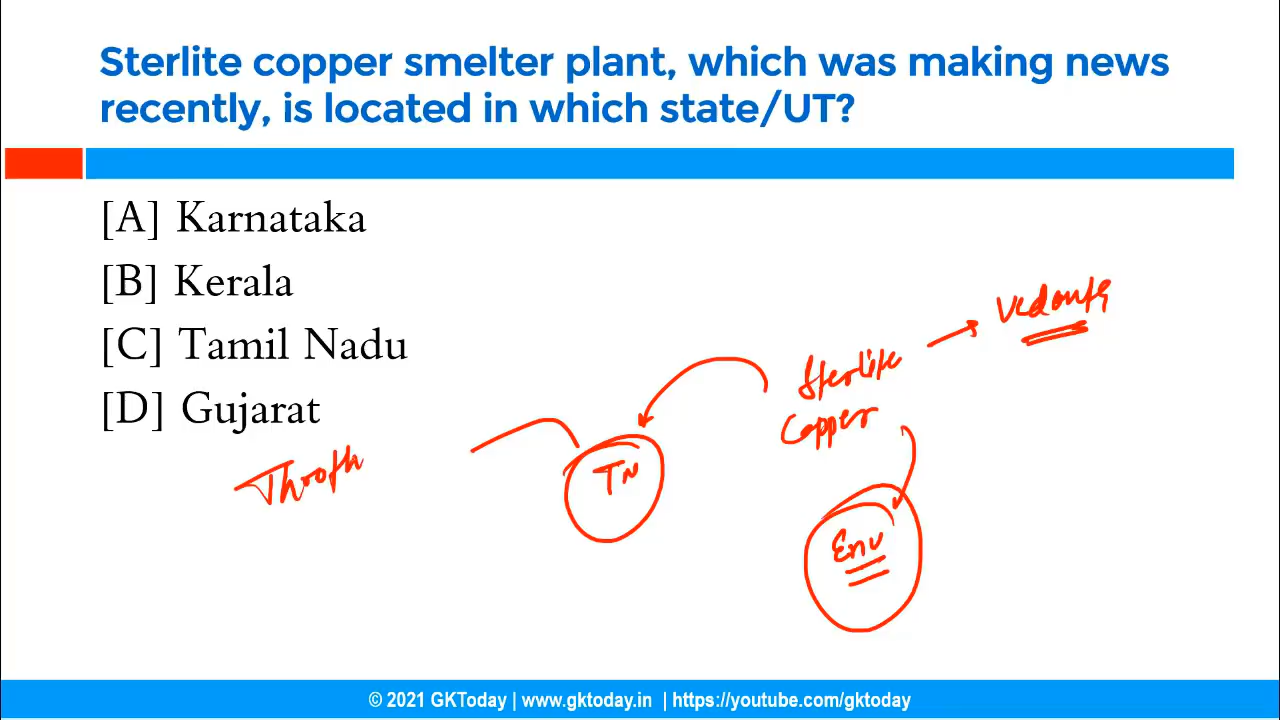 Sterlite copper smelter plant, which was making news
recently, is located in which state/UT?
[A] Karnataka
[B] Kerala
[C] Tamil Nadu
[D] Gujarat
Vedanta
Sterlite
Copper
TN
Thooth
Env
© 2021 GKToday | www.gktoday.in | https://youtube.com/gktoday